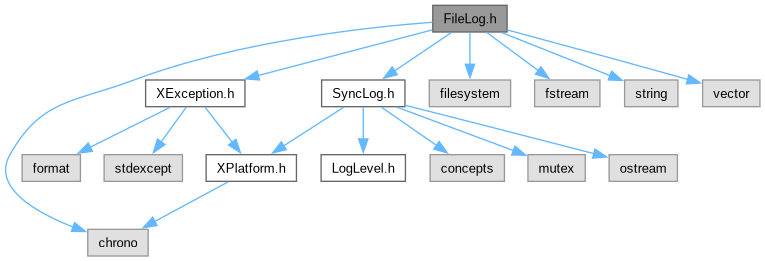 FileLog.h
XException.h
SyncLog.h
filesystem
fstream
string
vector
format
stdexcept
XPlatform.h
LogLevel.h
concepts
mutex
ostream
chrono